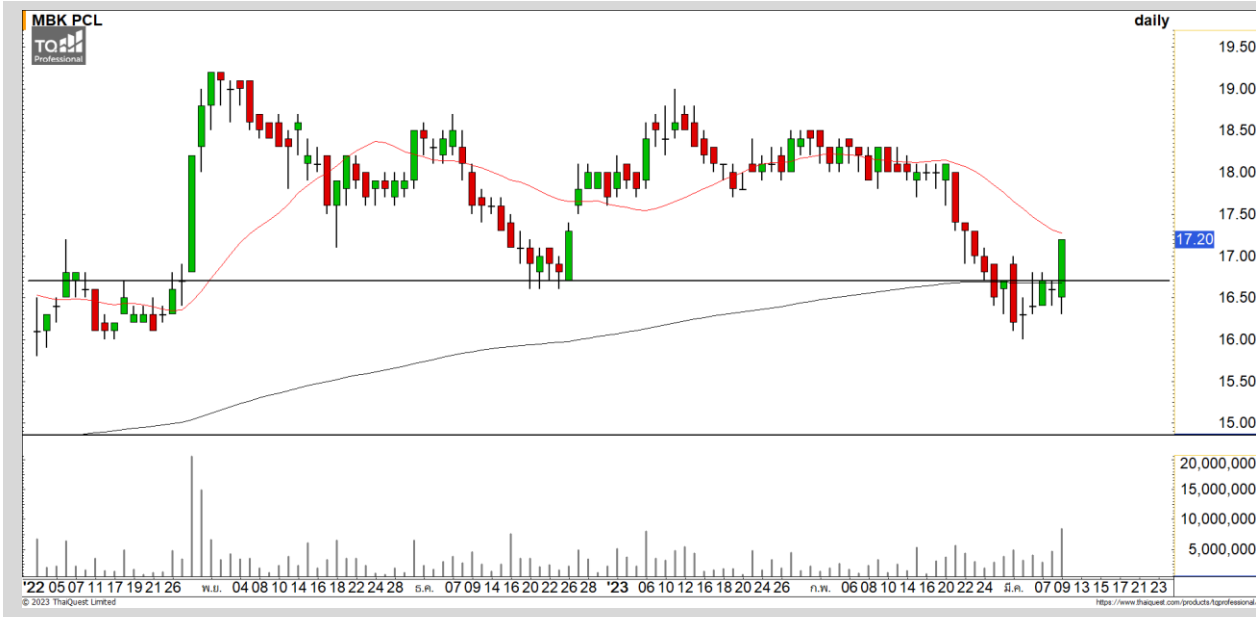 MBK PCL
daily
TQ
Professional
19.50
19.00
18.50
18.00
17.50
17.20
17.00
16.50
16.00
15.50
15.00
20,000,000
15,000,000
10,000,000
5,000,000
'22 05 07 11 17 19 21 26 พ.ย. 04 08 10 14 16 18 22 24 28 ธ.ค. 07 09 14 16 20 22 26 28 '23 06 10 12 16 18 20 24 26 ก.พ. 06 08 10 14 16 20 22 24 มี.ค. 07 09 13 15 17 21 23
© 2023 ThaiQuest Limited
https://www.thaiquest.com/products/tqprofessional